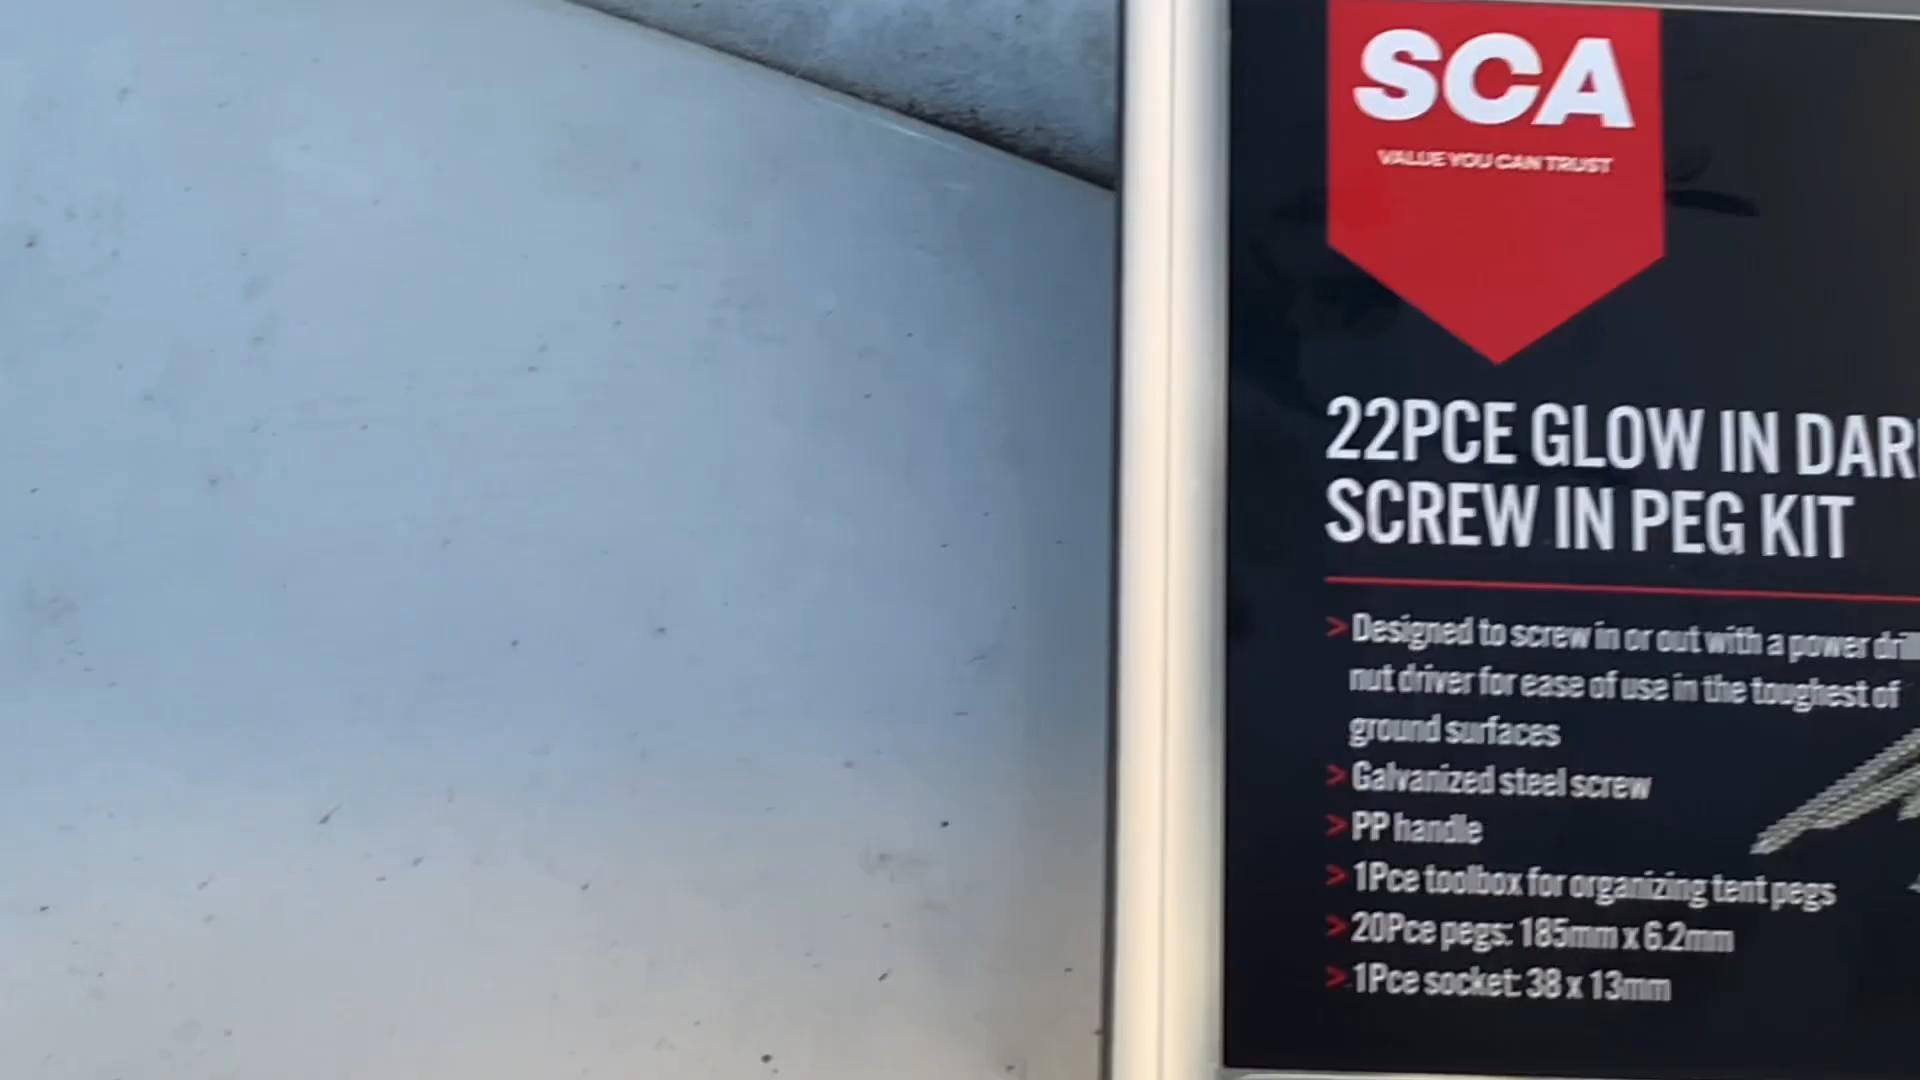 SCA
VALUE YOU CAN TRUST
22PCE GLOW IN DAR
SCREW IN PEG KIT
> Designed to screw in or out with a power drill
nut driver for ease of use in the toughest of
ground surfaces
> Galvanized steel screw
> PP handle
> 1Pce toolbox for organizing tent pegs
> 20Pce pegs: 185mm x 6.2mm
> 1Pce socket: 38 x 13mm